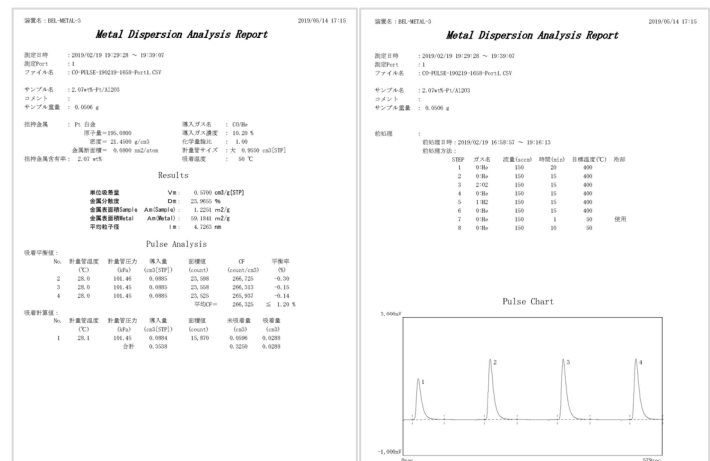 装置名：BEL-METAL-3
2019/05/14 17:15
Metal Dispersion Analysis Report
測定日時 : 2019/02/19 19:29:28 ～ 19:39:07
測定Port : 1
ファイル名 : CO-PULSE-190219-1658-Port1.CSV
サンプル名 : 2.07wt%-Pt/Al2O3
コメント :
サンプル重量 : 0.0506 g
担持金属 : Pt 白金
原子量=195.0800
密度= 21.4500 g/cm3
金属断面積= 0.0800 nm2/atom
担持金属含有率 : 2.07 wt%
導入ガス名 : CO/He
導入ガス濃度 : 10.20 %
化学量論比 : 1.00
計量管サイズ : 大 0.9550 cm3[STP]
吸着温度 : 50 ℃
Results
単位吸着量 Vm : 0.5700 cm3/g[STP]
金属分散度 Dm : 23.9655 %
金属表面積Sample Am(Sample) : 1.2251 m2/g
金属表面積Metal Am(Metal) : 59.1841 m2/g
平均粒子径 lm : 4.7263 nm
Pulse Analysis
吸着平衡値：
No. 計量管温度 計量管圧力 導入量 面積値 CF 平衡率
(℃) (kPa) (cm3[STP]) (count) (count/cm3) (%)
2 28.0 101.46 0.0885 23,598 266,725 -0.30
3 28.0 101.45 0.0885 23,558 266,313 -0.15
4 28.0 101.45 0.0885 23,525 265,937 -0.14
平均CF= 266,325 ≦ 1.20 %
吸着計算値：
No. 計量管温度 計量管圧力 導入量 面積値 未吸着量 吸着量
(℃) (kPa) (cm3[STP]) (count) (cm3) (cm3)
1 28.1 101.45 0.0884 15,870 0.0596 0.0288
合計 0.3538 0.3250 0.0288
装置名：BEL-METAL-3
2019/05/14 17:15
Metal Dispersion Analysis Report
測定日時 : 2019/02/19 19:29:28 ～ 19:39:07
測定Port : 1
ファイル名 : CO-PULSE-190219-1658-Port1.CSV
サンプル名 : 2.07wt%-Pt/Al2O3
コメント :
サンプル重量 : 0.0506 g
前処理 :
前処理日時：2019/02/19 16:58:57 ～ 19:16:13
前処理方法：
STEP ガス名 流量(sccm) 時間(min) 目標温度(℃) 冷却
1 0:He 150 20 400
2 0:He 150 15 400
3 2:O2 150 15 400
4 0:He 150 15 400
5 1:H2 150 15 400
6 0:He 150 15 400
7 0:He 150 1 50 使用
8 0:He 150 10 50
Pulse Chart
5,000mV
1
2
3
4
-1,000mV
0sec
579sec